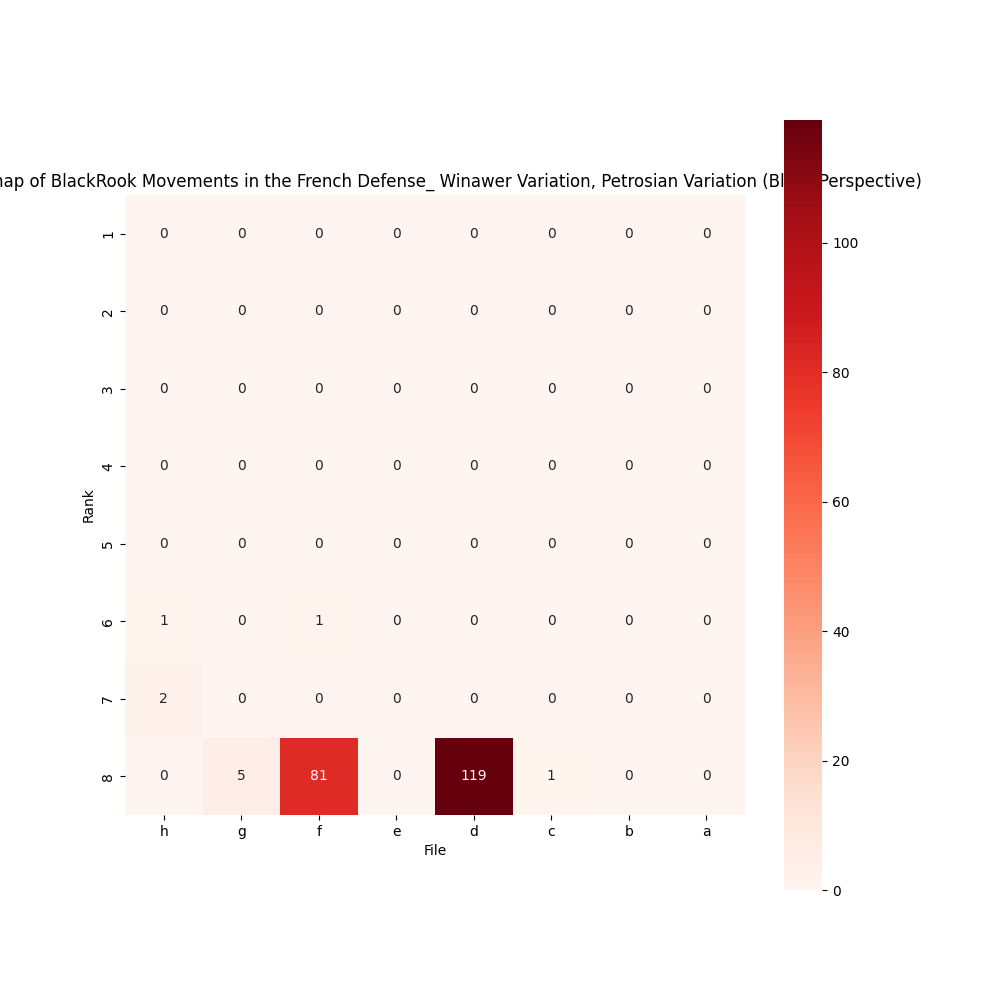 of BlackRook Movements in the French Defense_ Winawer Variation, Petrosian Variation (Black Perspective)
1 0 0 0 0 0 0 0 0
100
2 0 0 0 0 0 0 0 0
80
3 0 0 0 0 0 0 0 0
4 0 0 0 0 0 0 0 0
60
Rank
5 0 0 0 0 0 0 0 0
6 1 0 1 0 0 0 0 0
40
7 2 0 0 0 0 0 0 0
20
8 0 5 81 0 119 1 0 0
h g f e d c b a
File
0